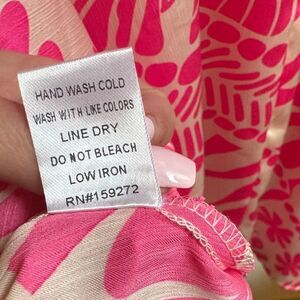 HAND WASH COLD
WASH WITH LIKE COLORS
LINE DRY
DO NOT BLEACH
LOW IRON
RN#159272